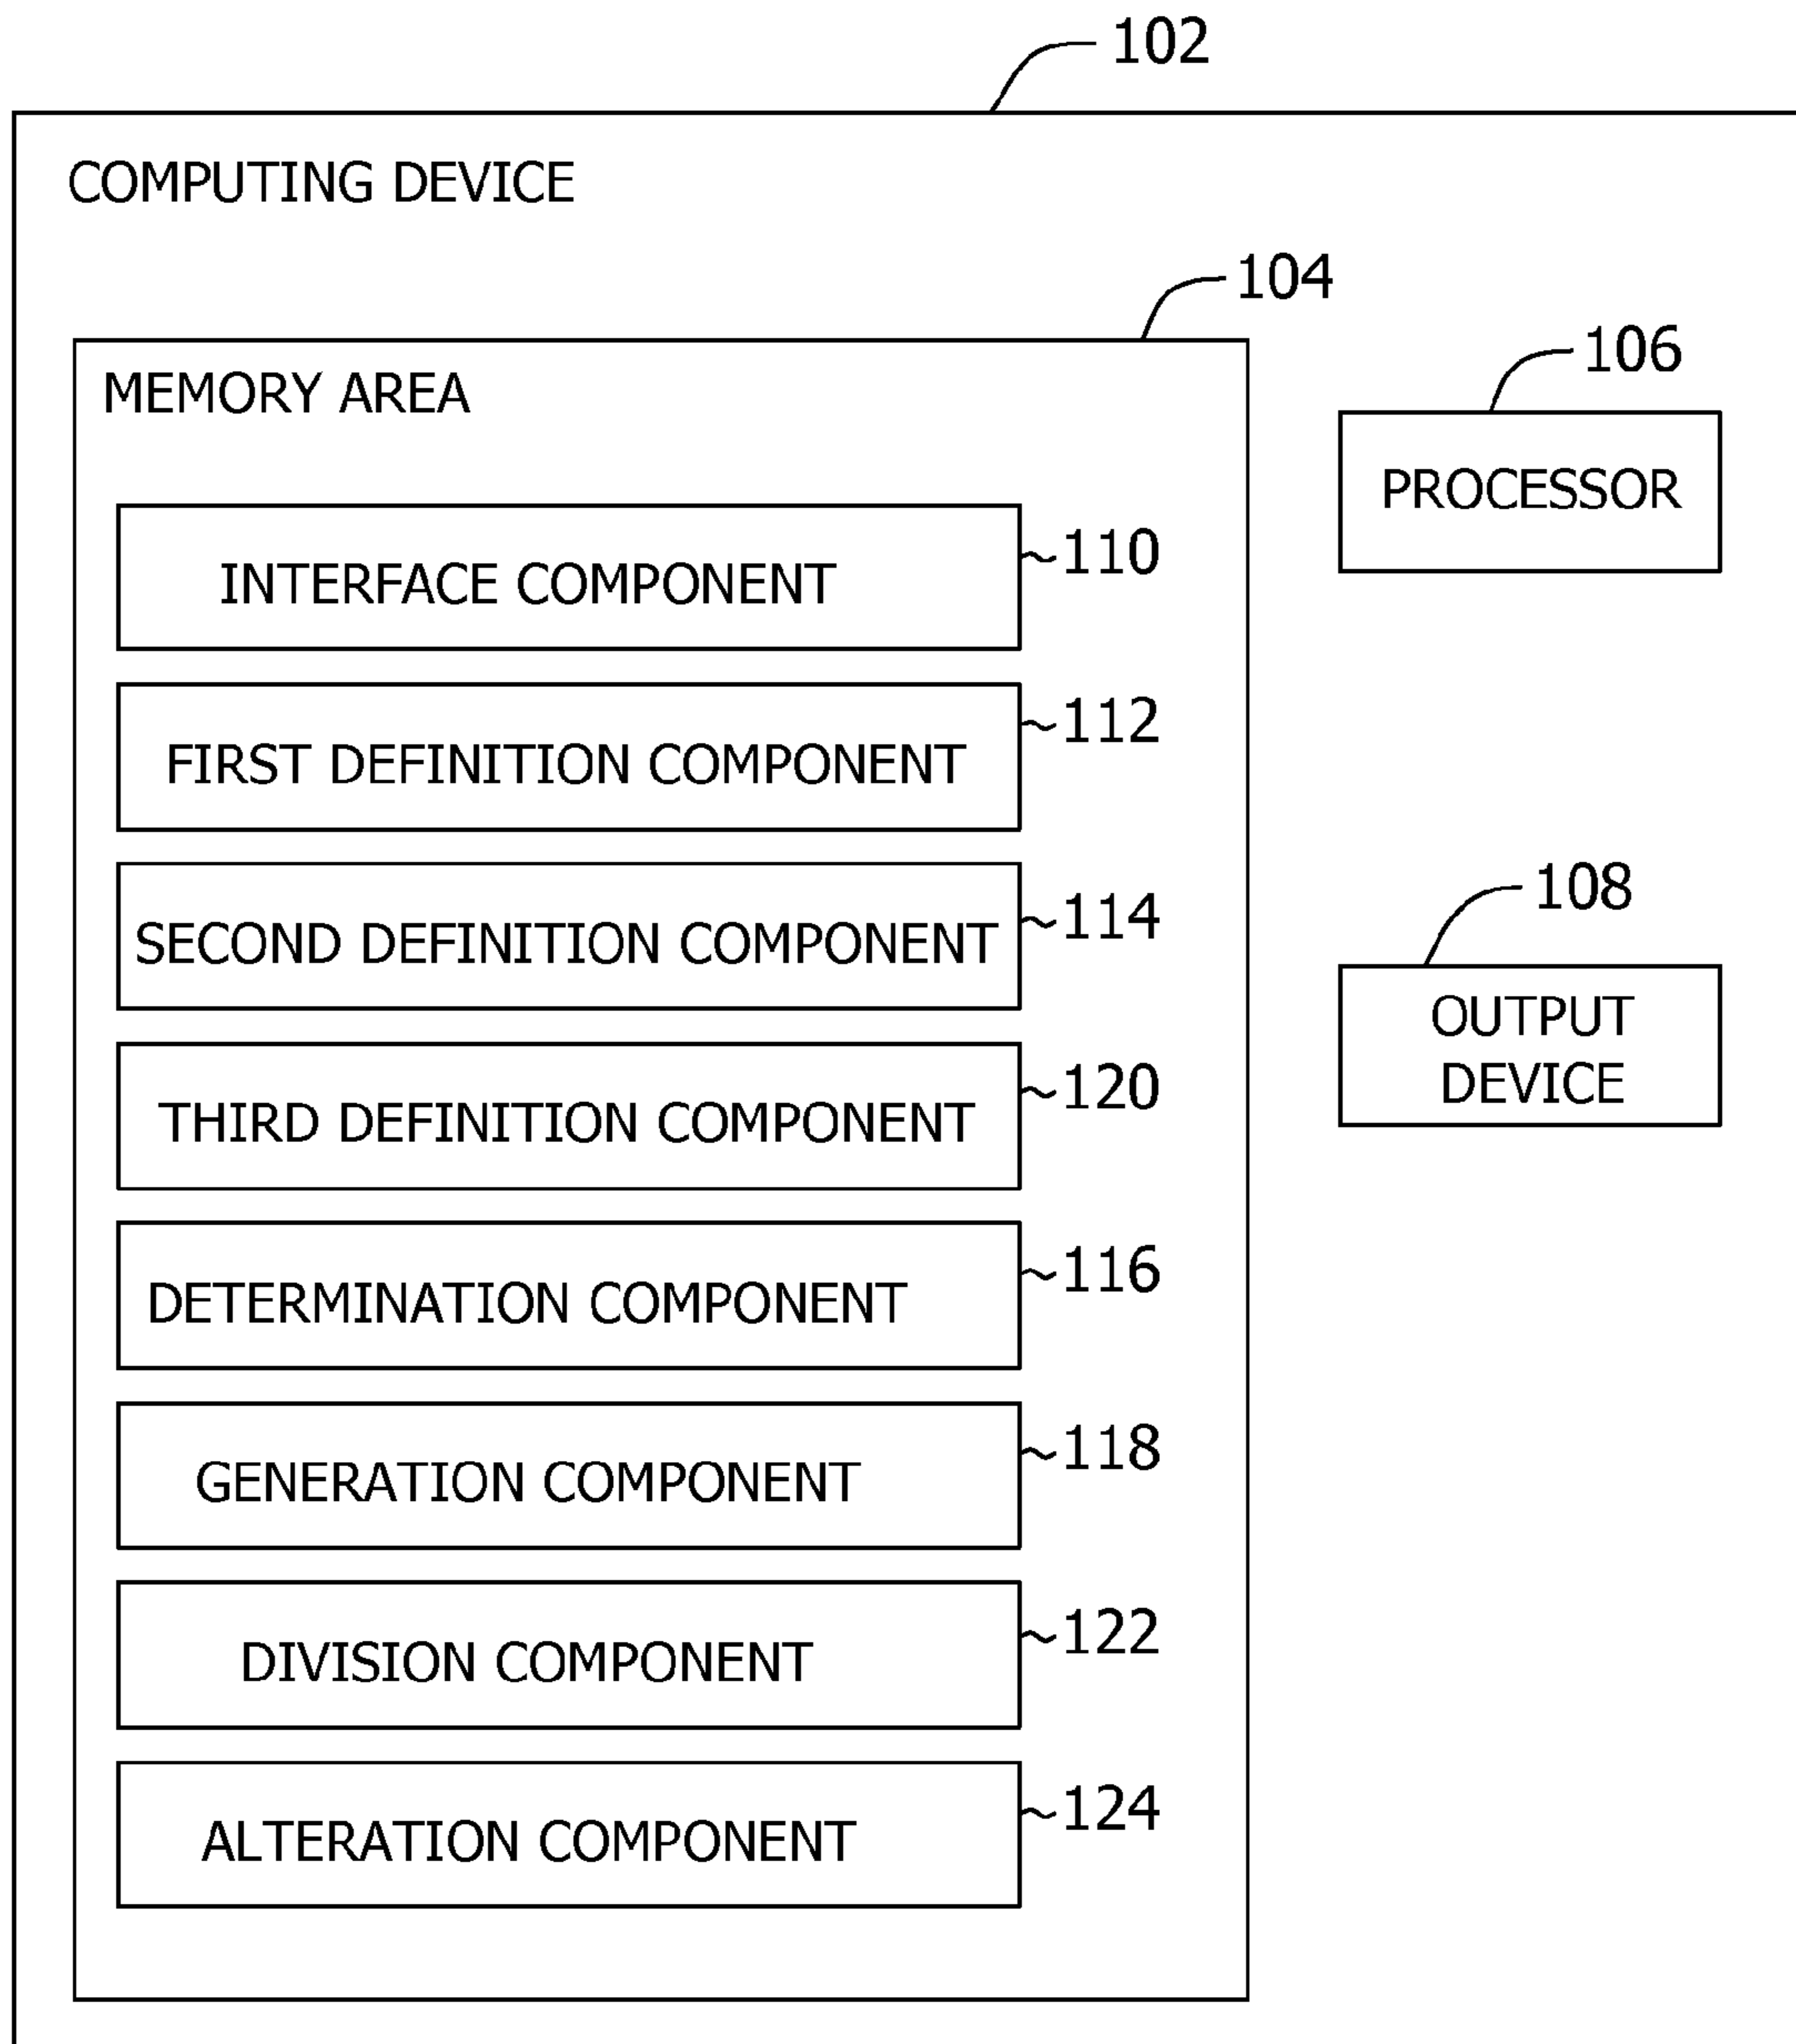 102
COMPUTING DEVICE
104
MEMORY AREA
106
PROCESSOR
INTERFACE COMPONENT
110
FIRST DEFINITION COMPONENT
112
SECOND DEFINITION COMPONENT
114
108
OUTPUT
DEVICE
THIRD DEFINITION COMPONENT
120
DETERMINATION COMPONENT
116
GENERATION COMPONENT
118
DIVISION COMPONENT
122
ALTERATION COMPONENT
124